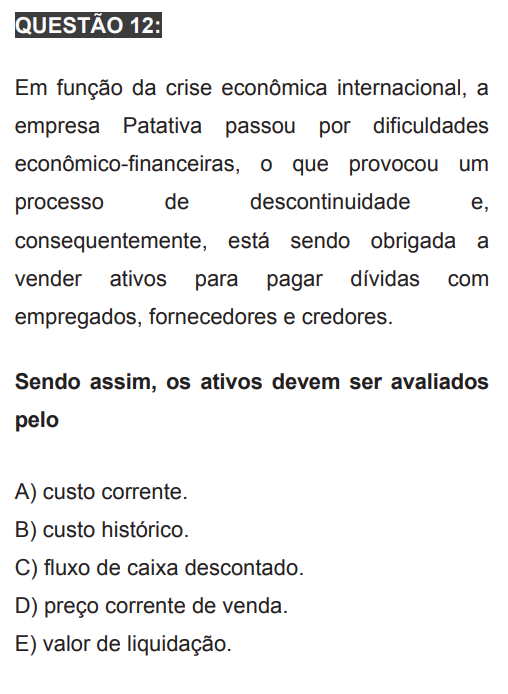 QUESTÃO 12:
Em função da crise econômica internacional, a
empresa Patativa passou por dificuldades
econômico-financeiras, o que provocou um
processo de descontinuidade e,
consequentemente, está sendo obrigada a
vender ativos para pagar dívidas com
empregados, fornecedores e credores.
Sendo assim, os ativos devem ser avaliados
pelo
A) custo corrente.
B) custo histórico.
C) fluxo de caixa descontado.
D) preço corrente de venda.
E) valor de liquidação.